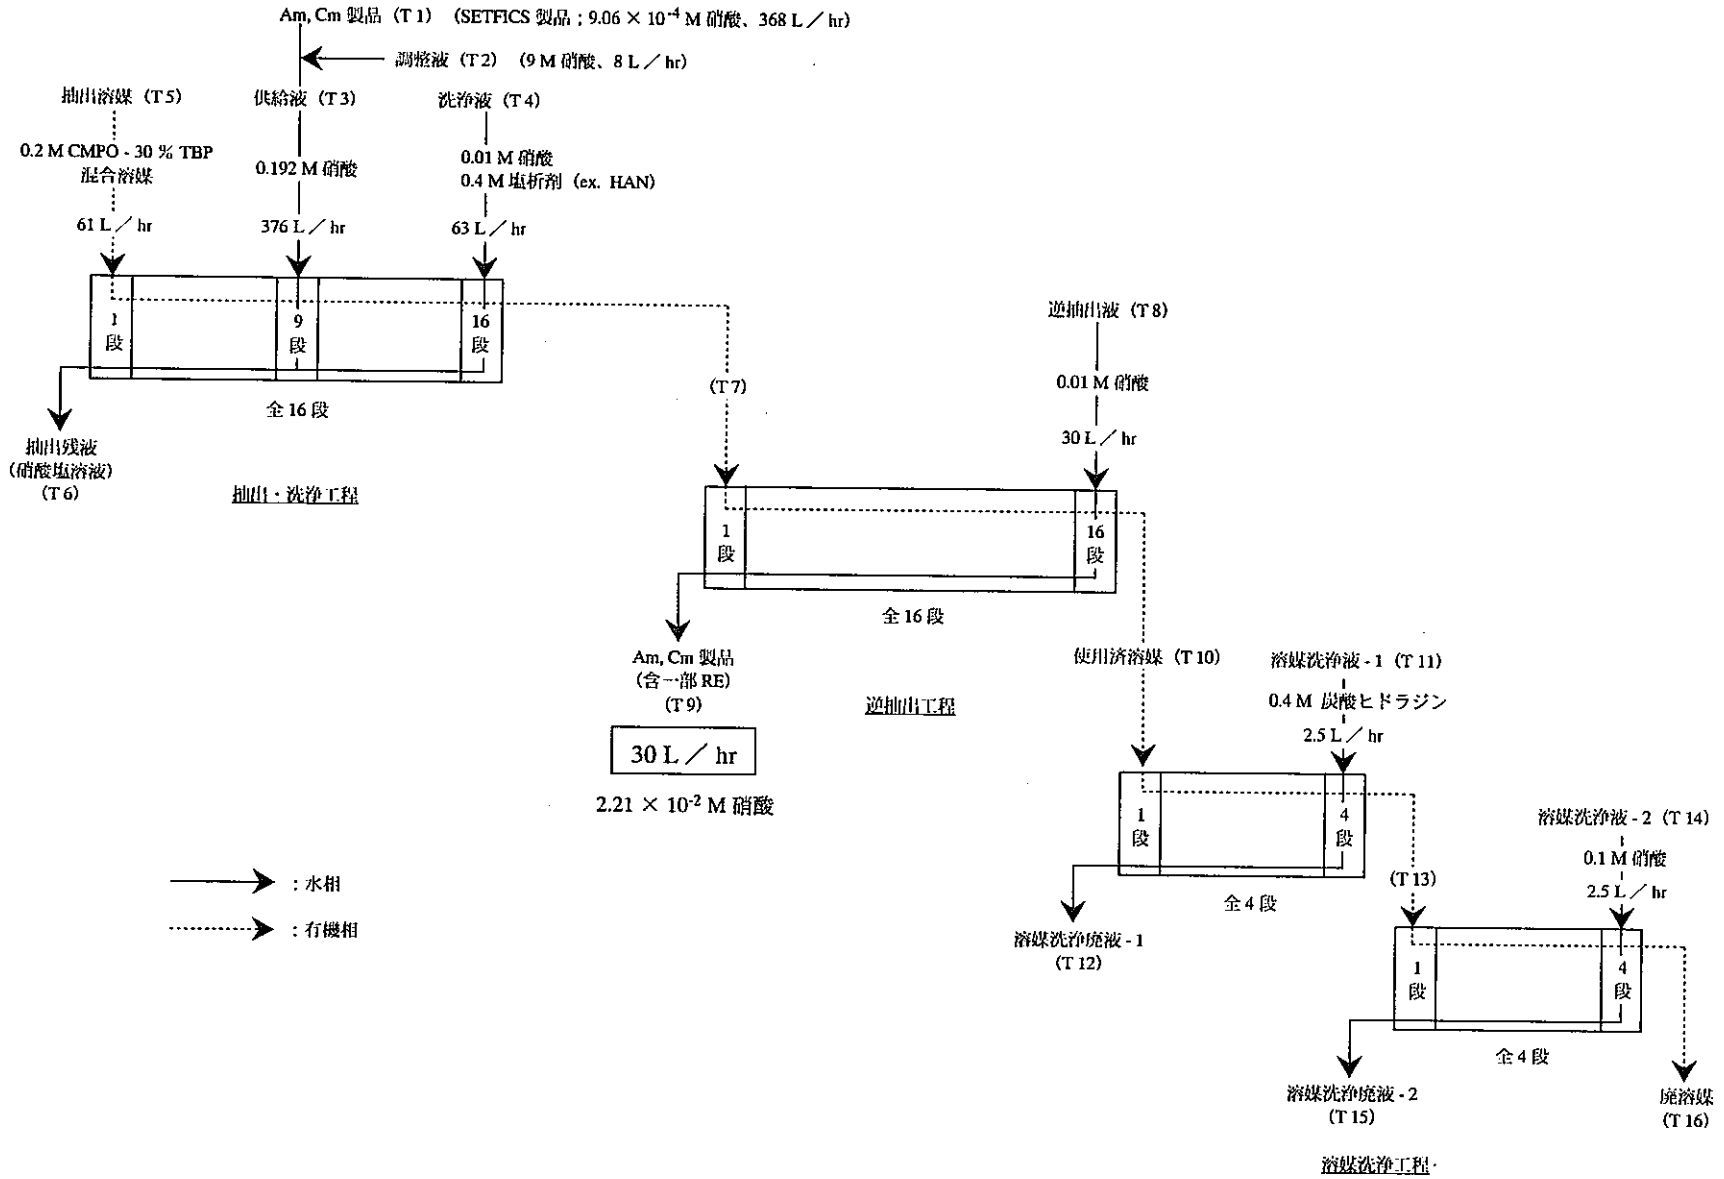 Am, Cm 製品（T 1）（SETFICS 製品 ; 9.06 × 10⁻⁴ M 硝酸、368 L／hr）
調整液（T 2）（9 M 硝酸、8 L／hr）
抽出溶媒（T 5）
供給液（T 3）
洗浄液（T 4）
0.2 M CMPO - 30 % TBP
混合溶媒
0.192 M 硝酸
0.01 M 硝酸
0.4 M 塩析剤（ex. HAN）
61 L／hr
376 L／hr
63 L／hr
1
段
9
段
16
段
全 16 段
抽出残液
（硝酸塩溶液）
（T 6）
抽出・洗浄工程
（T 7）
逆抽出液（T 8）
0.01 M 硝酸
30 L／hr
1
段
16
段
全 16 段
Am, Cm 製品
（含一部 RE）
（T 9）
30 L／hr
2.21 × 10⁻² M 硝酸
逆抽出工程
使用済溶媒（T 10）
溶媒洗浄液 - 1（T 11）
0.4 M 炭酸ヒドラジン
2.5 L／hr
1
段
4
段
全 4 段
溶媒洗浄廃液 - 1
（T 12）
（T 13）
溶媒洗浄液 - 2（T 14）
0.1 M 硝酸
2.5 L／hr
1
段
4
段
全 4 段
溶媒洗浄廃液 - 2
（T 15）
廃溶媒
（T 16）
溶媒洗浄工程
：水相
：有機相